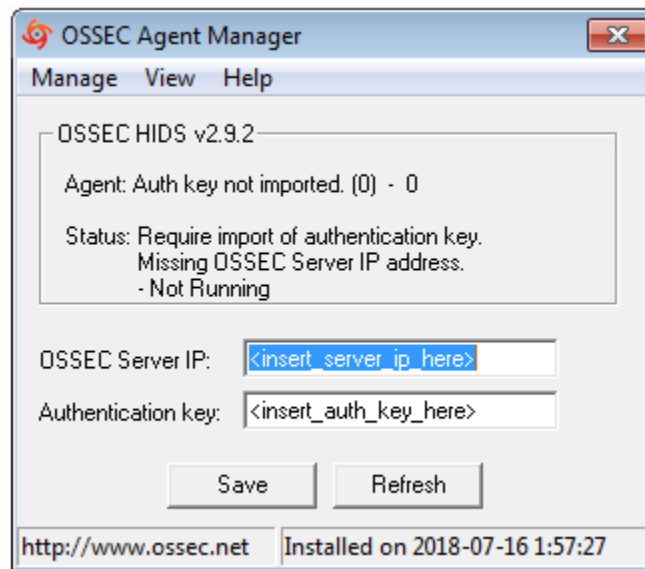 OSSEC Agent Manager
Manage View Help
OSSEC HIDS v2.9.2
Agent: Auth key not imported. (0) - 0
Status: Require import of authentication key.
Missing OSSEC Server IP address.
- Not Running
OSSEC Server IP: <insert_server_ip_here>
Authentication key: <insert_auth_key_here>
Save Refresh
http://www.ossec.net Installed on 2018-07-16 1:57:27